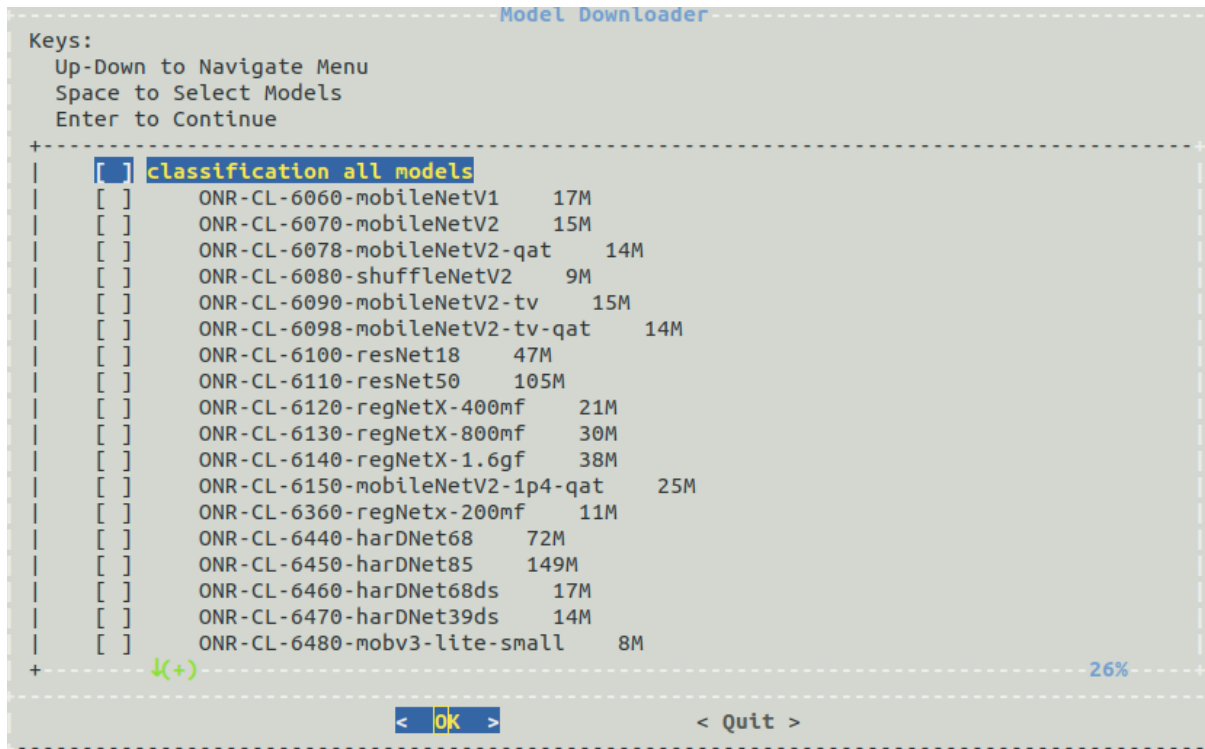 Model Downloader
Keys:
Up-Down to Navigate Menu
Space to Select Models
Enter to Continue
[ ] classification all models
[ ] ONR-CL-6060-mobileNetV1 17M
[ ] ONR-CL-6070-mobileNetV2 15M
[ ] ONR-CL-6078-mobileNetV2-qat 14M
[ ] ONR-CL-6080-shuffleNetV2 9M
[ ] ONR-CL-6090-mobileNetV2-tv 15M
[ ] ONR-CL-6098-mobileNetV2-tv-qat 14M
[ ] ONR-CL-6100-resNet18 47M
[ ] ONR-CL-6110-resNet50 105M
[ ] ONR-CL-6120-regNetX-400mf 21M
[ ] ONR-CL-6130-regNetX-800mf 30M
[ ] ONR-CL-6140-regNetX-1.6gf 38M
[ ] ONR-CL-6150-mobileNetV2-1p4-qat 25M
[ ] ONR-CL-6360-regNetx-200mf 11M
[ ] ONR-CL-6440-harDNet68 72M
[ ] ONR-CL-6450-harDNet85 149M
[ ] ONR-CL-6460-harDNet68ds 17M
[ ] ONR-CL-6470-harDNet39ds 14M
[ ] ONR-CL-6480-mobv3-lite-small 8M
↓(+) 26%
< OK > < Quit >